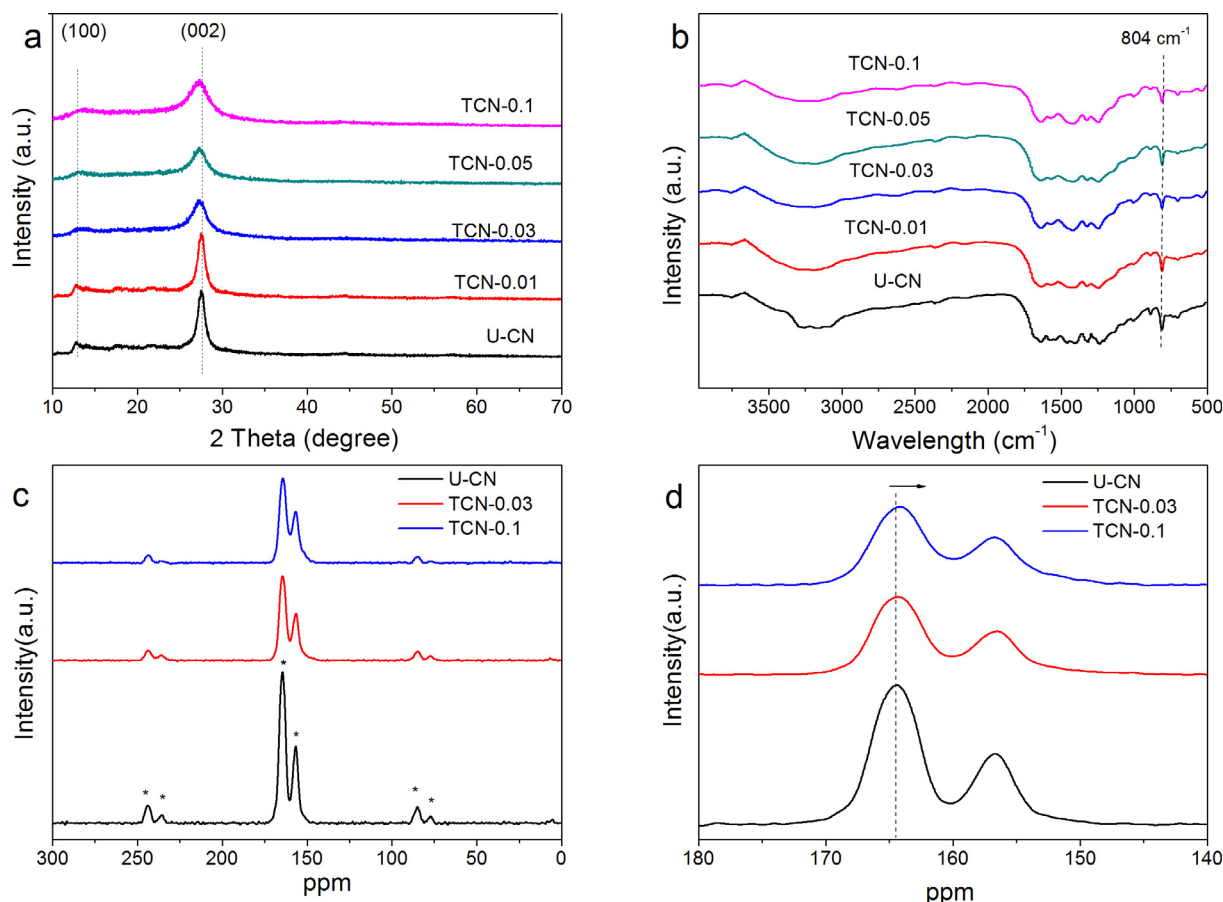 a
(100)
(002)
TCN-0.1
TCN-0.05
TCN-0.03
TCN-0.01
U-CN
Intensity (a.u.)
10 20 30 40 50 60 70
2 Theta (degree)
b
804 cm⁻¹
TCN-0.1
TCN-0.05
TCN-0.03
TCN-0.01
U-CN
Intensity (a.u.)
3500 3000 2500 2000 1500 1000 500
Wavelength (cm⁻¹)
c
U-CN
TCN-0.03
TCN-0.1
*
*
* *
* *
Intensity(a.u.)
300 250 200 150 100 50 0
ppm
d
U-CN
TCN-0.03
TCN-0.1
Intensity(a.u.)
180 170 160 150 140
ppm